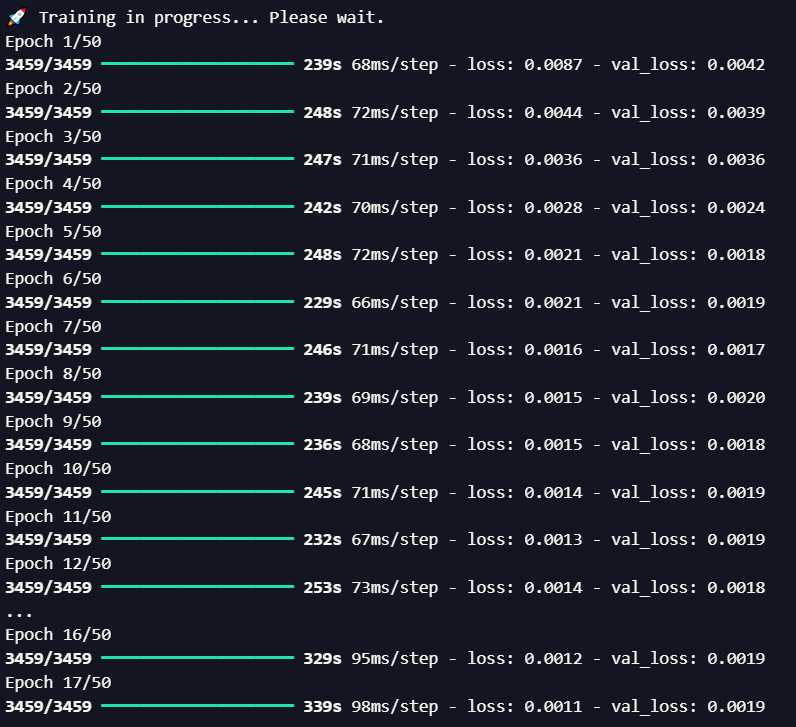 🚀 Training in progress... Please wait.
Epoch 1/50
3459/3459 ━━━━━━━━━━━━━━━━━━━━ 239s 68ms/step - loss: 0.0087 - val_loss: 0.0042
Epoch 2/50
3459/3459 ━━━━━━━━━━━━━━━━━━━━ 248s 72ms/step - loss: 0.0044 - val_loss: 0.0039
Epoch 3/50
3459/3459 ━━━━━━━━━━━━━━━━━━━━ 247s 71ms/step - loss: 0.0036 - val_loss: 0.0036
Epoch 4/50
3459/3459 ━━━━━━━━━━━━━━━━━━━━ 242s 70ms/step - loss: 0.0028 - val_loss: 0.0024
Epoch 5/50
3459/3459 ━━━━━━━━━━━━━━━━━━━━ 248s 72ms/step - loss: 0.0021 - val_loss: 0.0018
Epoch 6/50
3459/3459 ━━━━━━━━━━━━━━━━━━━━ 229s 66ms/step - loss: 0.0021 - val_loss: 0.0019
Epoch 7/50
3459/3459 ━━━━━━━━━━━━━━━━━━━━ 246s 71ms/step - loss: 0.0016 - val_loss: 0.0017
Epoch 8/50
3459/3459 ━━━━━━━━━━━━━━━━━━━━ 239s 69ms/step - loss: 0.0015 - val_loss: 0.0020
Epoch 9/50
3459/3459 ━━━━━━━━━━━━━━━━━━━━ 236s 68ms/step - loss: 0.0015 - val_loss: 0.0018
Epoch 10/50
3459/3459 ━━━━━━━━━━━━━━━━━━━━ 245s 71ms/step - loss: 0.0014 - val_loss: 0.0019
Epoch 11/50
3459/3459 ━━━━━━━━━━━━━━━━━━━━ 232s 67ms/step - loss: 0.0013 - val_loss: 0.0019
Epoch 12/50
3459/3459 ━━━━━━━━━━━━━━━━━━━━ 253s 73ms/step - loss: 0.0014 - val_loss: 0.0018
...
Epoch 16/50
3459/3459 ━━━━━━━━━━━━━━━━━━━━ 329s 95ms/step - loss: 0.0012 - val_loss: 0.0019
Epoch 17/50
3459/3459 ━━━━━━━━━━━━━━━━━━━━ 339s 98ms/step - loss: 0.0011 - val_loss: 0.0019